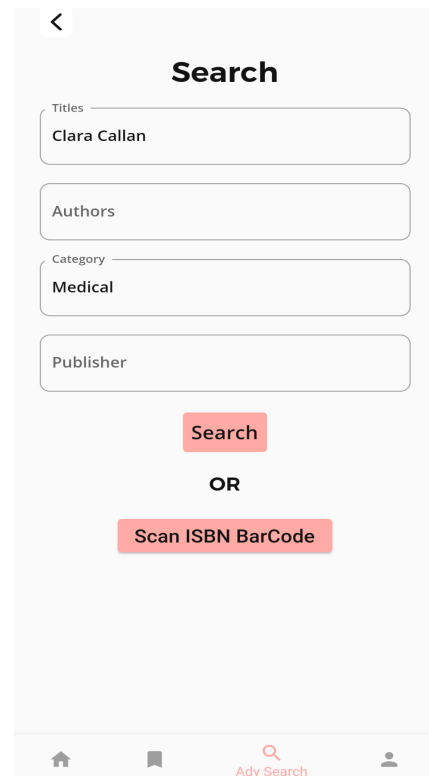 Search
Titles
Clara Callan
Authors
Category
Medical
Publisher
Search
OR
Scan ISBN BarCode
Adv Search